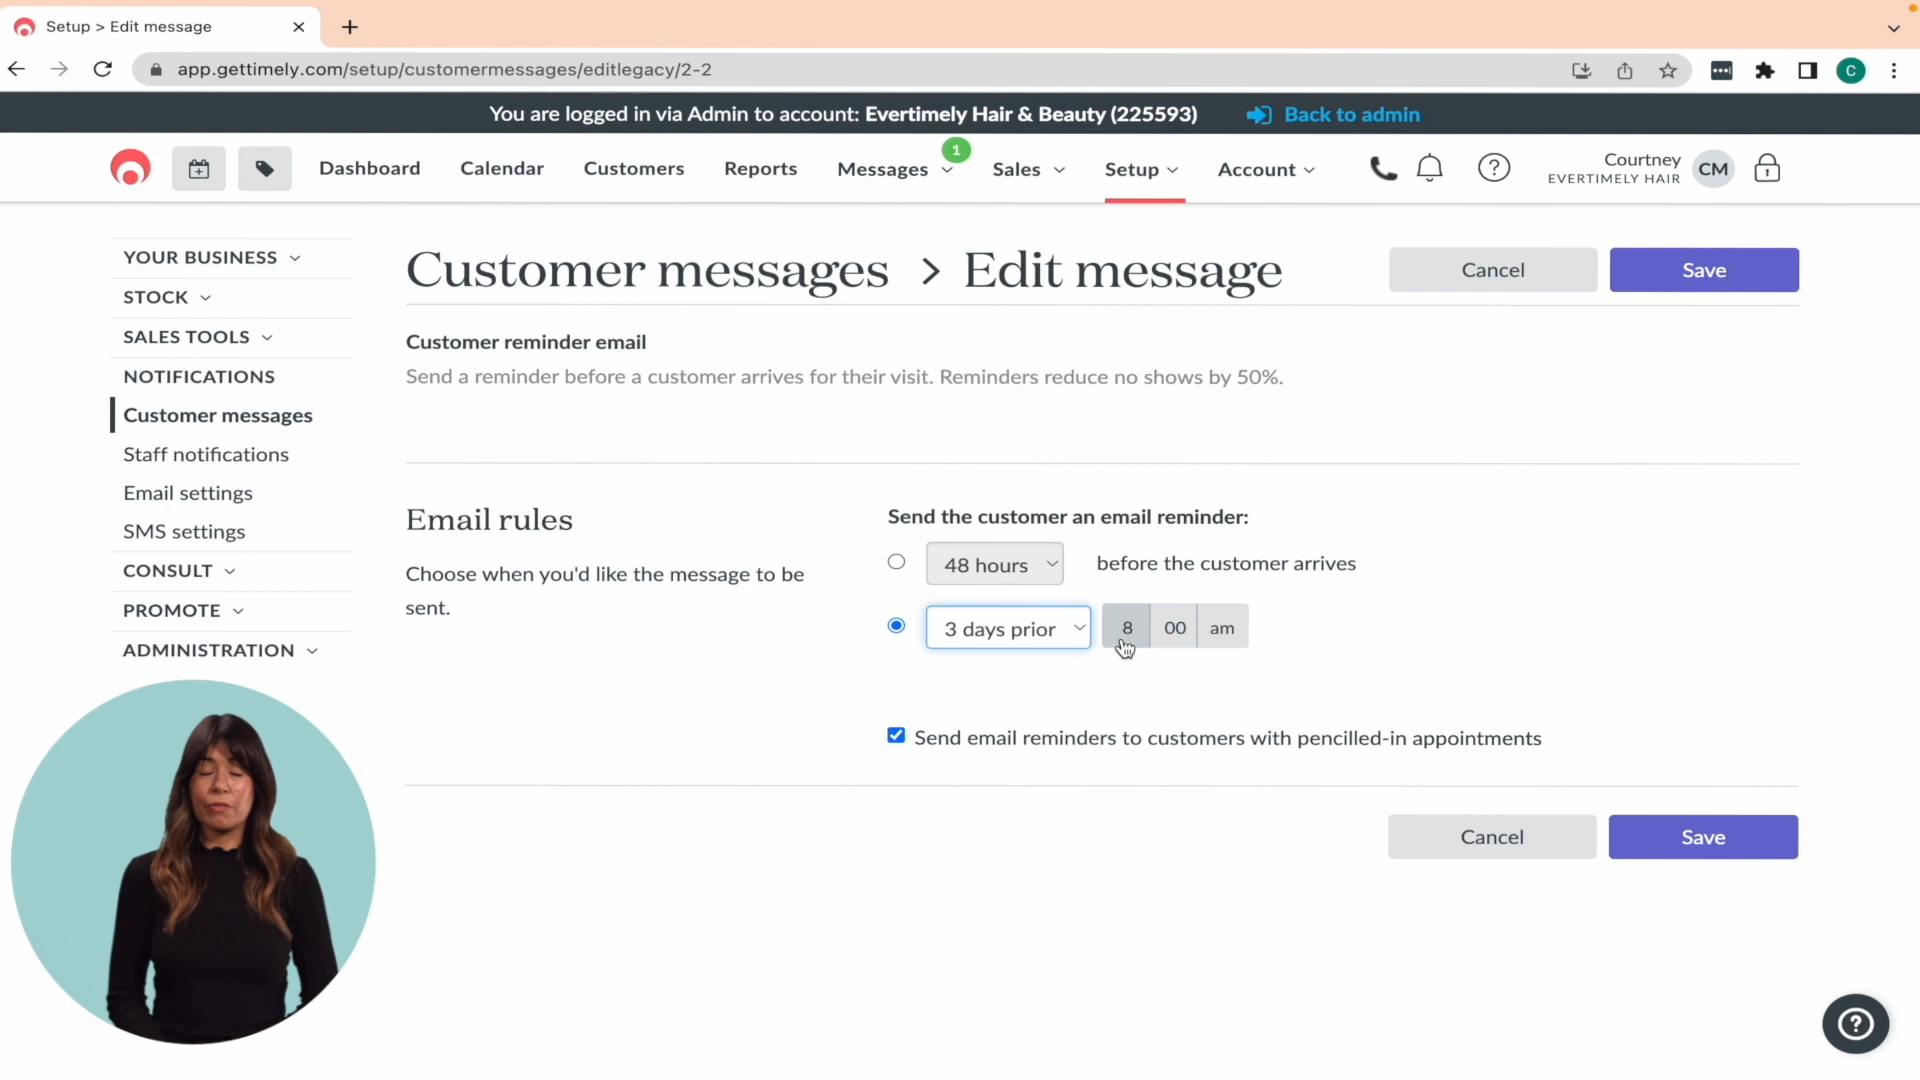 Setup > Edit message
app.gettimely.com/setup/customermessages/editlegacy/2-2
C
You are logged in via Admin to account: Evertimely Hair & Beauty (225593) Back to admin
Dashboard Calendar Customers Reports Messages 1 Sales Setup Account
Courtney
EVERTIMELY HAIR
CM
YOUR BUSINESS
STOCK
SALES TOOLS
NOTIFICATIONS
Customer messages
Staff notifications
Email settings
SMS settings
CONSULT
PROMOTE
ADMINISTRATION
Customer messages > Edit message
Cancel Save
Customer reminder email
Send a reminder before a customer arrives for their visit. Reminders reduce no shows by 50%.
Email rules
Choose when you'd like the message to be
sent.
Send the customer an email reminder:
48 hours before the customer arrives
3 days prior 8 00 am
Send email reminders to customers with pencilled-in appointments
Cancel Save